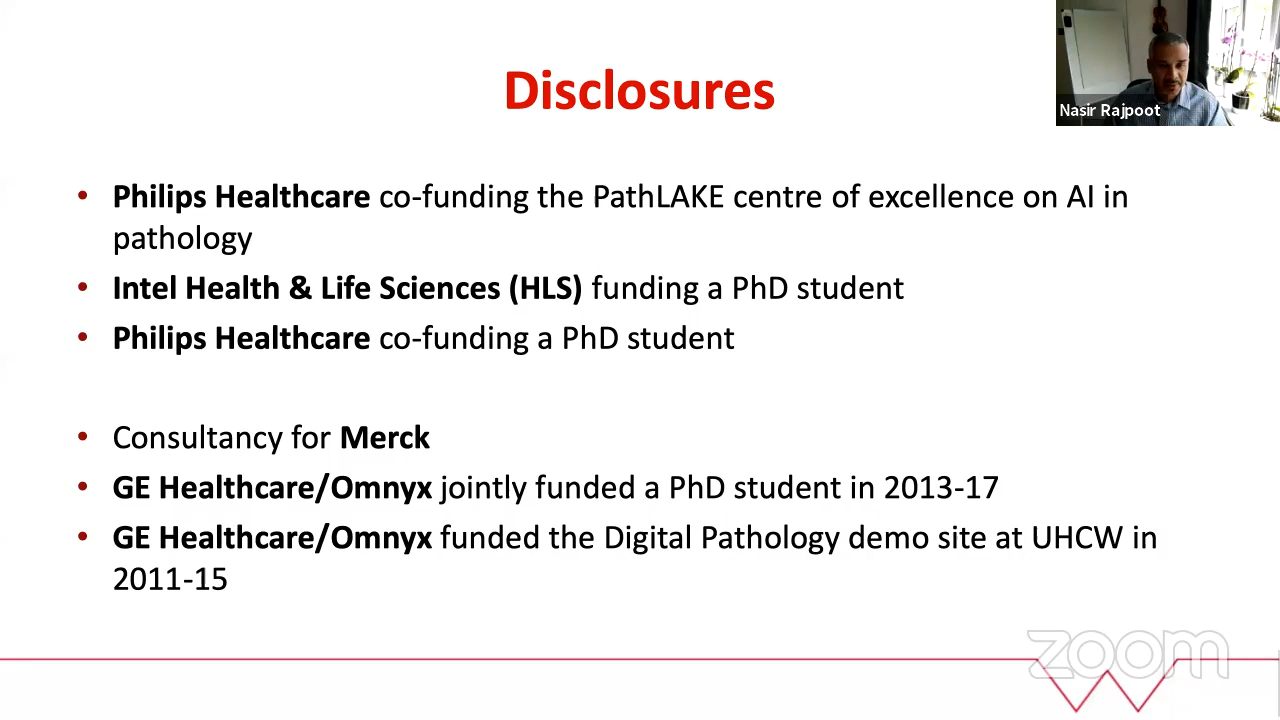 Disclosures
Nasir Rajpoot
• Philips Healthcare co-funding the PathLAKE centre of excellence on AI in
pathology
• Intel Health & Life Sciences (HLS) funding a PhD student
• Philips Healthcare co-funding a PhD student
• Consultancy for Merck
• GE Healthcare/Omnyx jointly funded a PhD student in 2013-17
• GE Healthcare/Omnyx funded the Digital Pathology demo site at UHCW in
2011-15
zoom